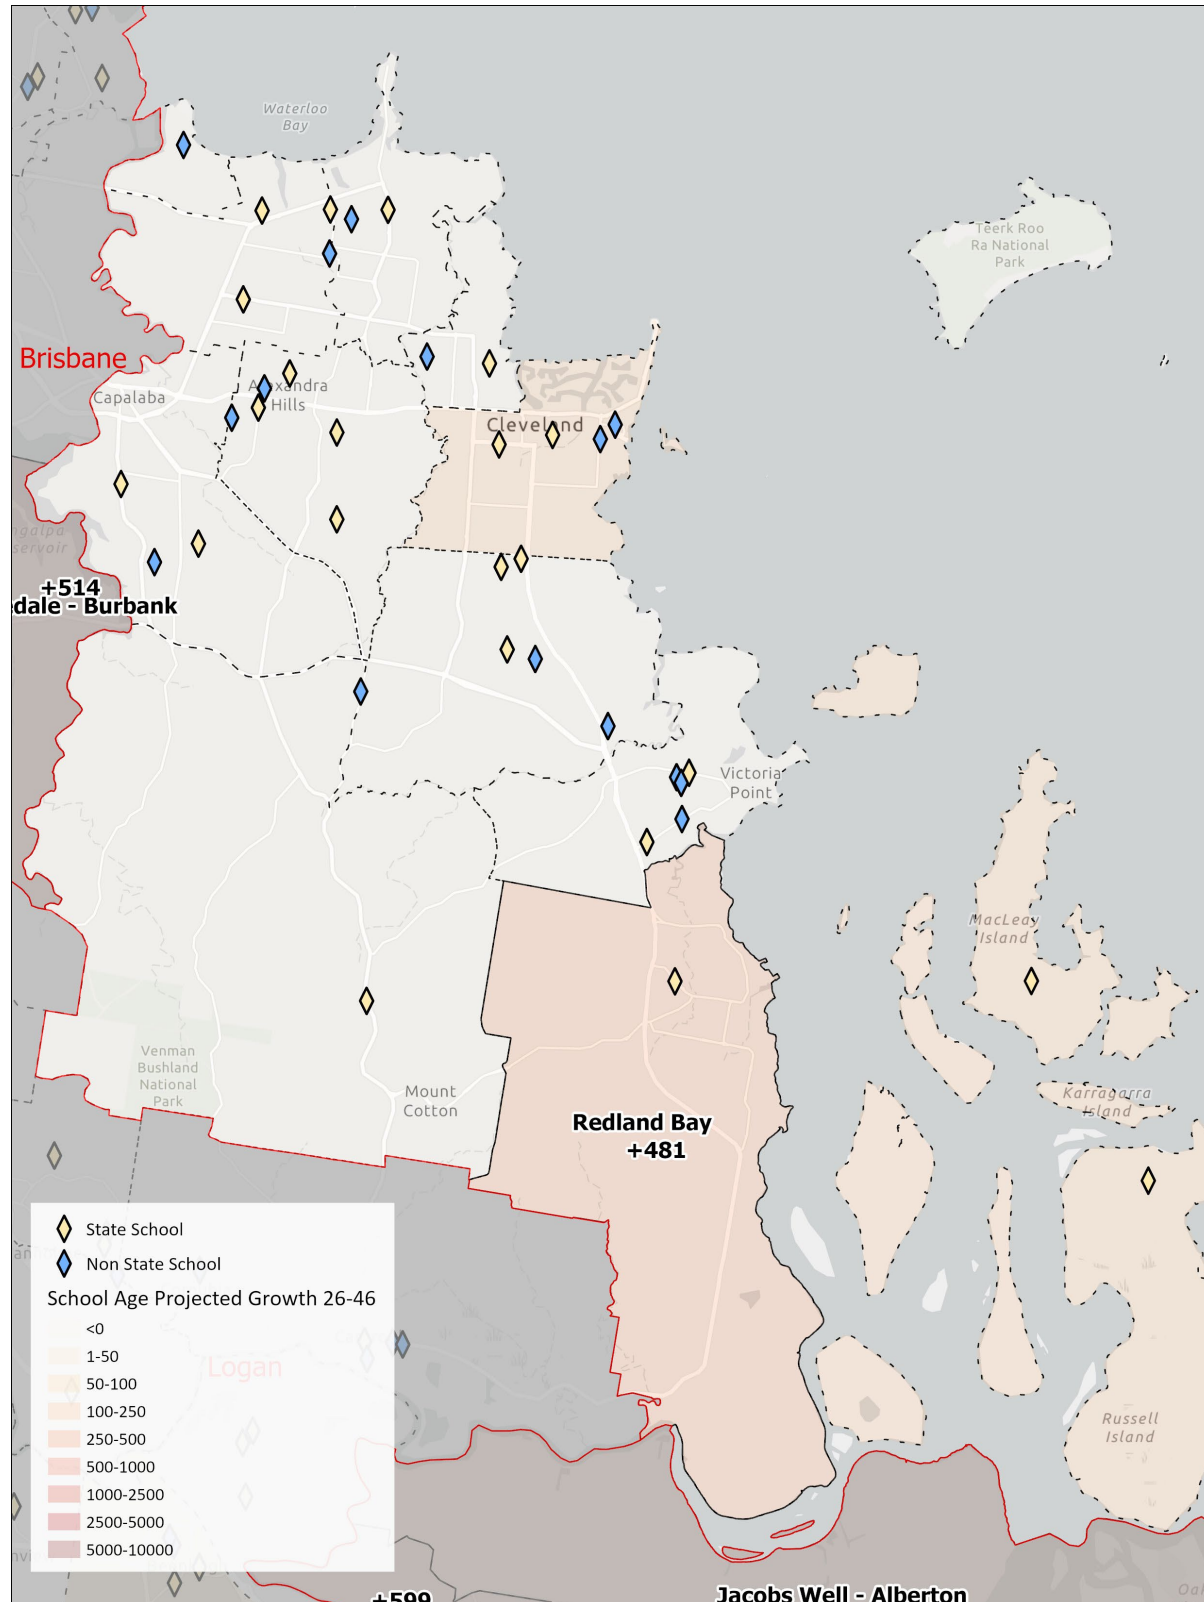 Waterloo
Bay
Teerk Roo
Ra National
Park
Brisbane
Capalaba
Hills
Cleveland
+514
edale - Burbank
Victoria
Point
MacLeay
Island
Venman
Bushland
National
Park
Mount
Cotton
Karragarra
Island
Redland Bay
+481
State School
Non State School
School Age Projected Growth 26-46
<0
1-50
50-100
100-250
250-500
500-1000
1000-2500
2500-5000
5000-10000
Logan
Russell
Island
+599
Jacobs Well - Alberton